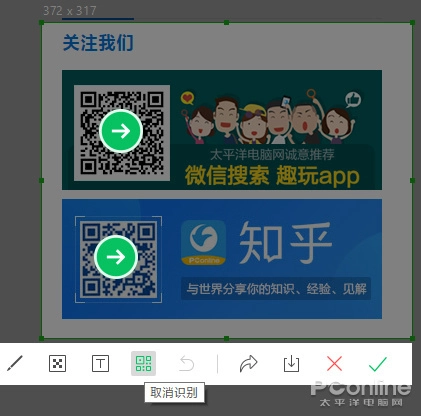 372 x 317
关注我们
太平洋电脑网诚意推荐
微信搜索 趣玩app
知乎
PConline
与世界分享你的知识、经验、见解
T
取消识别
PConline
太平洋电脑网